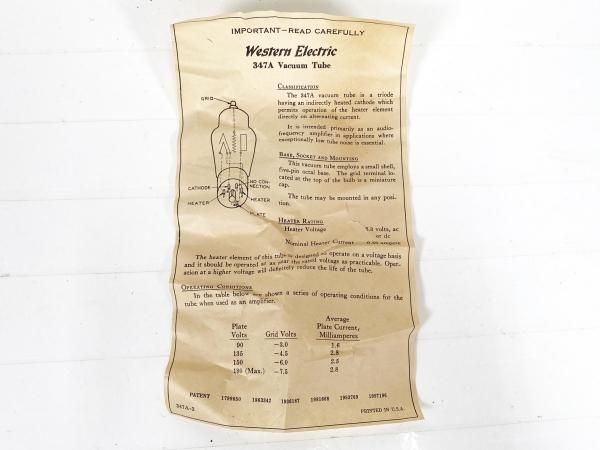 IMPORTANT—READ CAREFULLY
Western Electric
347A Vacuum Tube
CLASSIFICATION
The 347A vacuum tube is a triode
having an indirectly heated cathode which
permits operation of the heater element
directly on alternating current.
It is intended primarily as an audio-
frequency amplifier in applications where
exceptionally low tube noise is essential.
GRID
CATHODE
HEATER
NO CON-
NECTION
HEATER
PLATE
BASE, SOCKET AND MOUNTING
This vacuum tube employs a small shell,
five-pin octal base. The grid terminal lo-
cated at the top of the bulb is a miniature
cap.
The tube may be mounted in any posi-
tion.
HEATER RATING
Heater Voltage volts, ac
or dc
Nominal Heater Current ampere
The heater element of this tube is designed to operate on a voltage basis
and it should be operated at as near the rated voltage as practicable. Oper-
ation at a higher voltage will definitely reduce the life of the tube.
OPERATING CONDITIONS
In the table below are shown a series of operating conditions for the
tube when used as an amplifier.
Plate Volts Grid Volts Average Plate Current, Milliamperes
90 −3.0 1.6
135 −4.5 2.8
150 −6.0 2.5
180 (Max.) −7.5 2.8
PATENT 1863242 1936167 1981668
347A-3 PRINTED IN U.S.A.